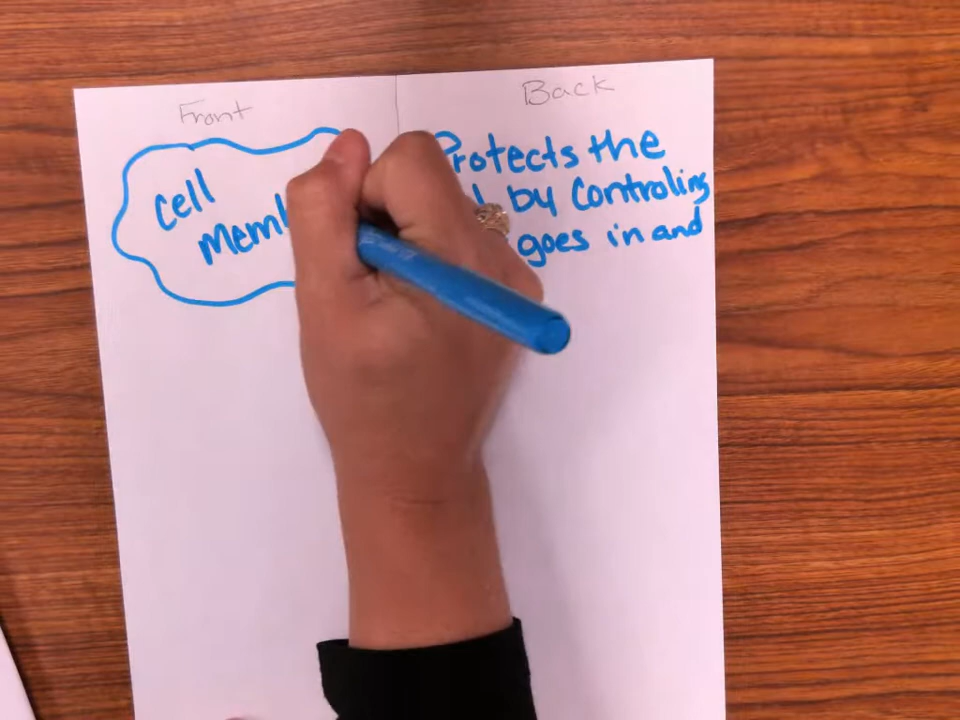 Front
Back
cell
Protects the
by Controling
goes in and